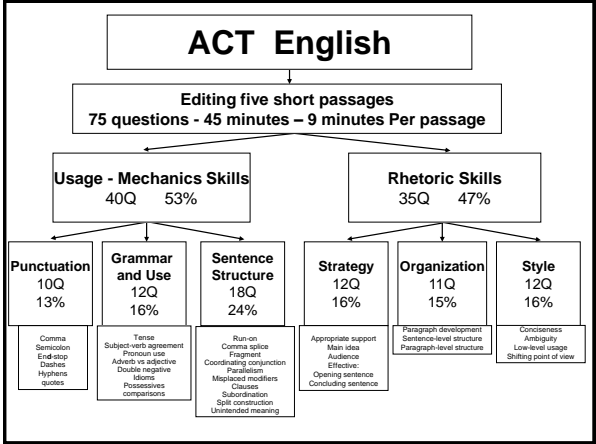 ACT English
Editing five short passages
75 questions - 45 minutes – 9 minutes Per passage
Usage - Mechanics Skills
40Q 53%
Rhetoric Skills
35Q 47%
Punctuation
10Q
13%
Grammar
and Use
12Q
16%
Sentence
Structure
18Q
24%
Strategy
12Q
16%
Organization
11Q
15%
Style
12Q
16%
Comma
Semicolon
End-stop
Dashes
Hyphens
quotes
Tense
Subject-verb agreement
Pronoun use
Adverb vs adjective
Double negative
Idioms
Possessives
comparisons
Run-on
Comma splice
Fragment
Coordinating conjunction
Parallelism
Misplaced modifiers
Clauses
Subordination
Split construction
Unintended meaning
Appropriate support
Main idea
Audience
Effective:
Opening sentence
Concluding sentence
Paragraph development
Sentence-level structure
Paragraph-level structure
Conciseness
Ambiguity
Low-level usage
Shifting point of view